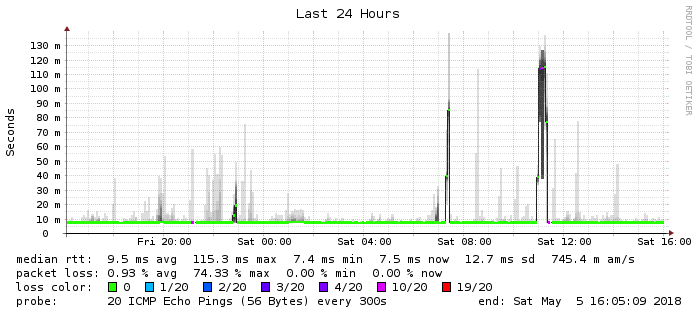 Last 24 Hours
RRDTOOL / TOBI OETIKER
Seconds
130 m
120 m
110 m
100 m
90 m
80 m
70 m
60 m
50 m
40 m
30 m
20 m
10 m
0
Fri 20:00 Sat 00:00 Sat 04:00 Sat 08:00 Sat 12:00 Sat 16:00
median rtt: 9.5 ms avg 115.3 ms max 7.4 ms min 7.5 ms now 12.7 ms sd 745.4 m am/s
packet loss: 0.93 % avg 74.33 % max 0.00 % min 0.00 % now
loss color: 0 1/20 2/20 3/20 4/20 10/20 19/20
probe: 20 ICMP Echo Pings (56 Bytes) every 300s end: Sat May 5 16:05:09 2018